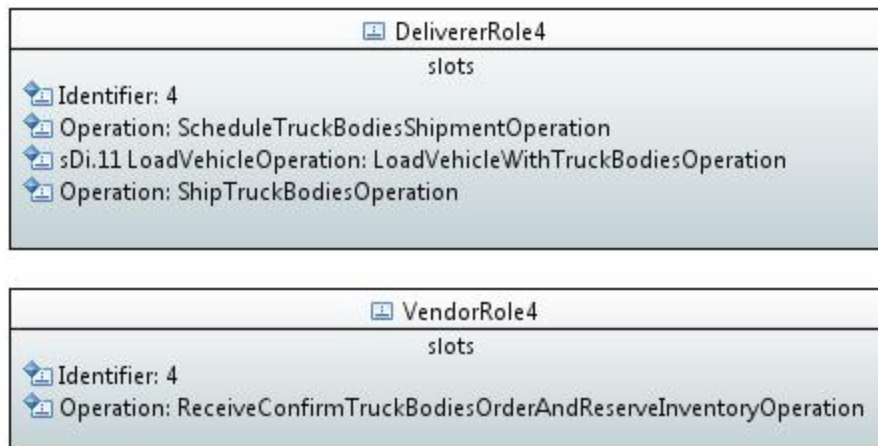 DelivererRole4
slots
Identifier: 4
Operation: ScheduleTruckBodiesShipmentOperation
sDi.11 LoadVehicleOperation: LoadVehicleWithTruckBodiesOperation
Operation: ShipTruckBodiesOperation
VendorRole4
slots
Identifier: 4
Operation: ReceiveConfirmTruckBodiesOrderAndReserveInventoryOperation